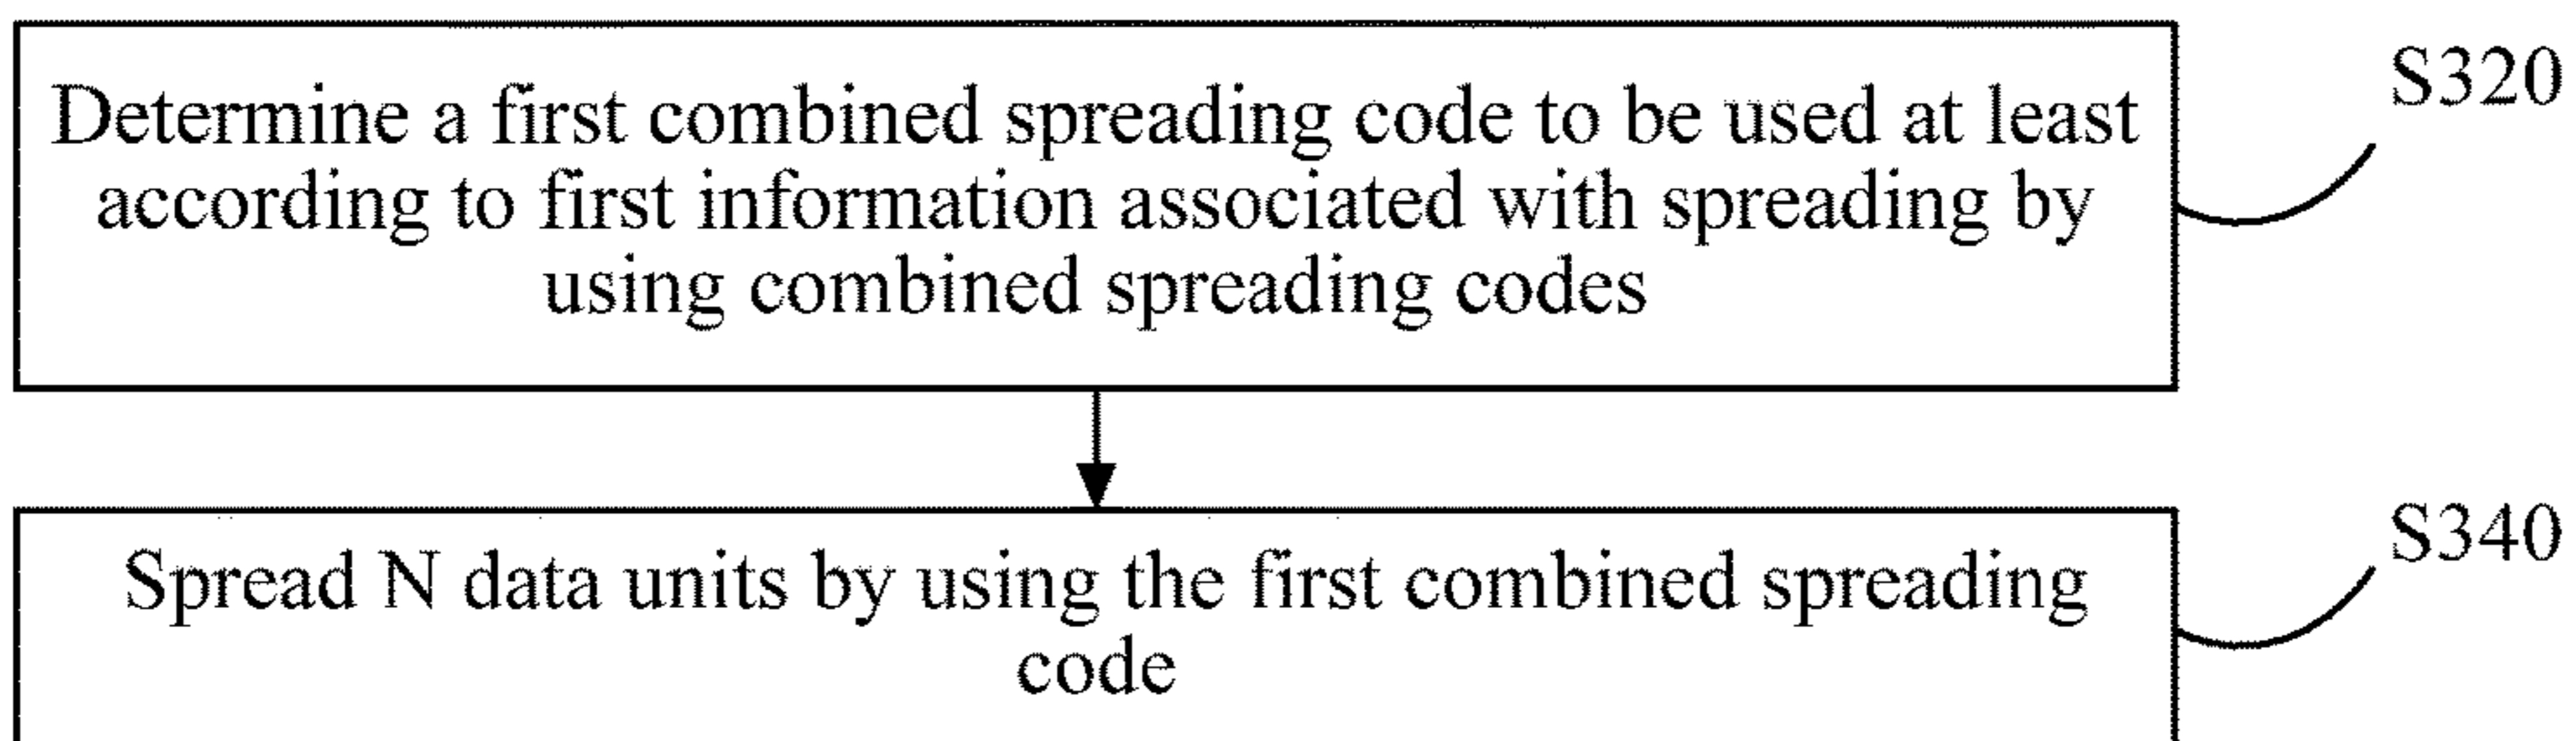 S320
Determine a first combined spreading code to be used at least
according to first information associated with spreading by
using combined spreading codes
S340
Spread N data units by using the first combined spreading
code